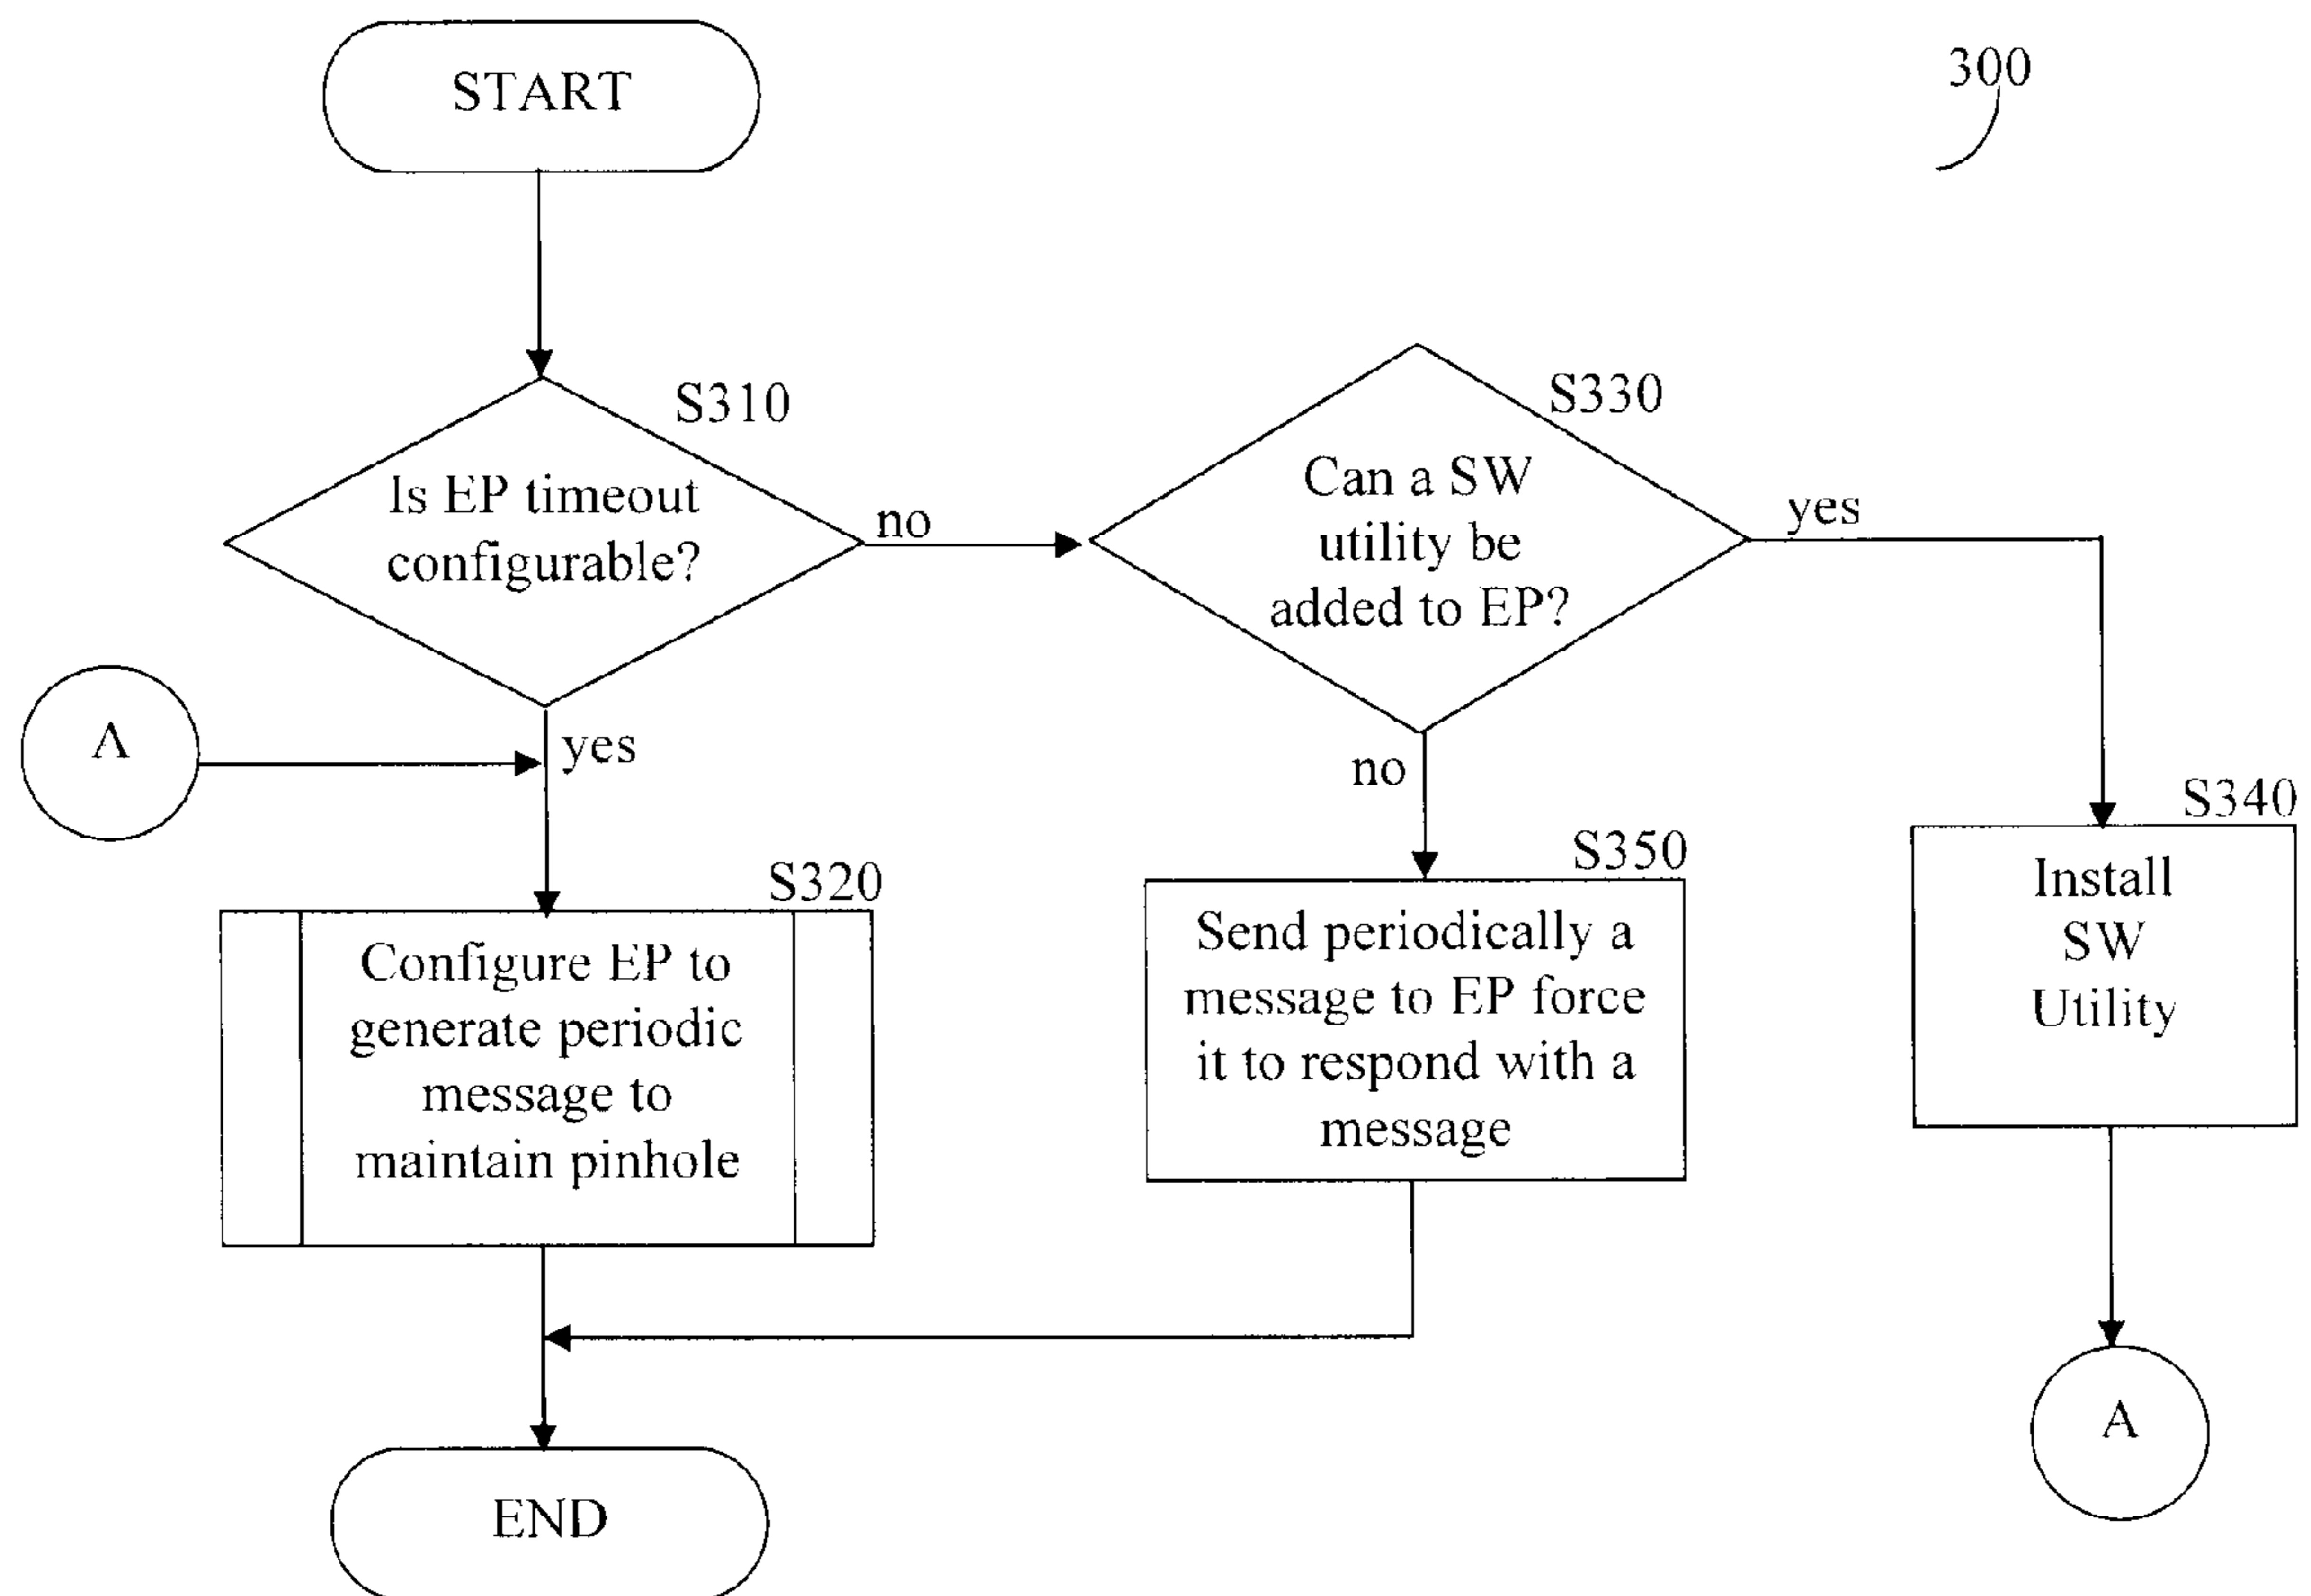 START
300
S310
Is EP timeout
configurable?
no
yes
S330
Can a SW
utility be
added to EP?
yes
no
A
S320
Configure EP to
generate periodic
message to
maintain pinhole
S350
Send periodically a
message to EP force
it to respond with a
message
S340
Install
SW
Utility
A
END